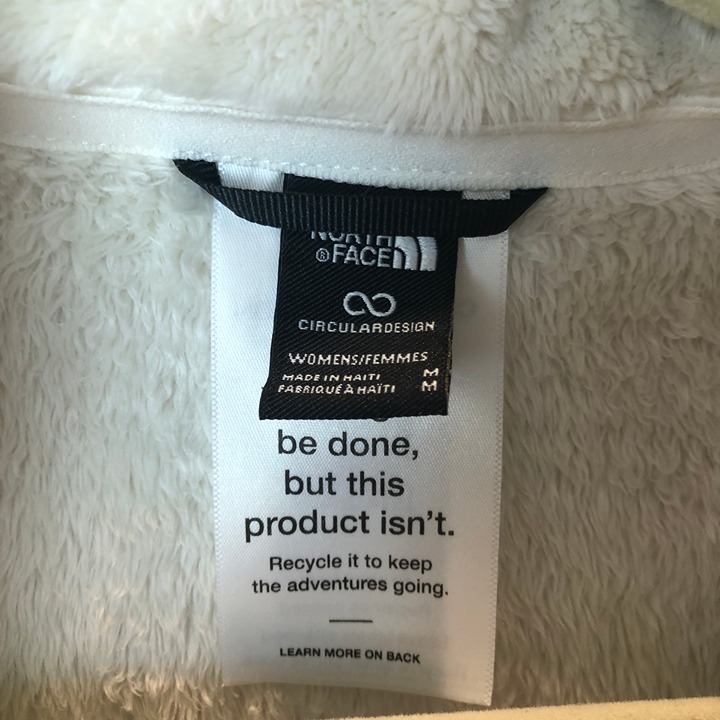 NORTH
® FACE
CIRCULARDESIGN
WOMENS/FEMMES
MADE IN HAITI M
FABRIQUÉ À HAÏTI M
be done,
but this
product isn't.
Recycle it to keep
the adventures going.
LEARN MORE ON BACK